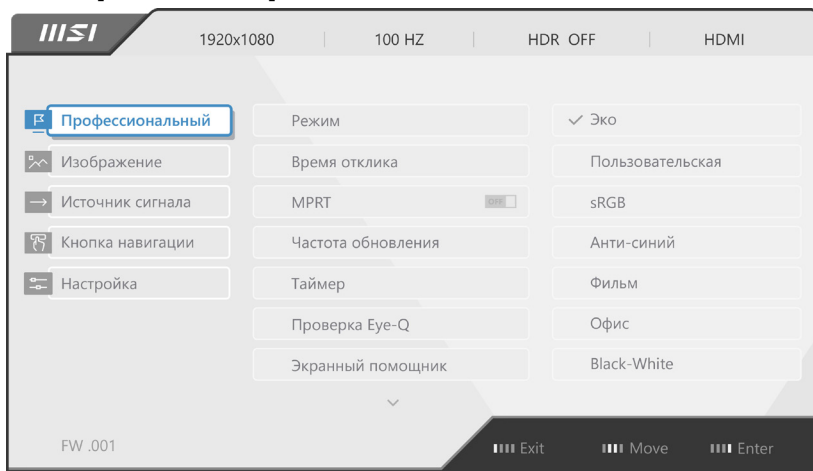 MSI
1920x1080 100 HZ HDR OFF HDMI
Профессиональный
Изображение
Источник сигнала
Кнопка навигации
Настройка
Режим
Время отклика
MPRT OFF
Частота обновления
Таймер
Проверка Eye-Q
Экранный помощник
Эко
Пользовательская
sRGB
Анти-синий
Фильм
Офис
Black-White
FW .001
Exit Move Enter